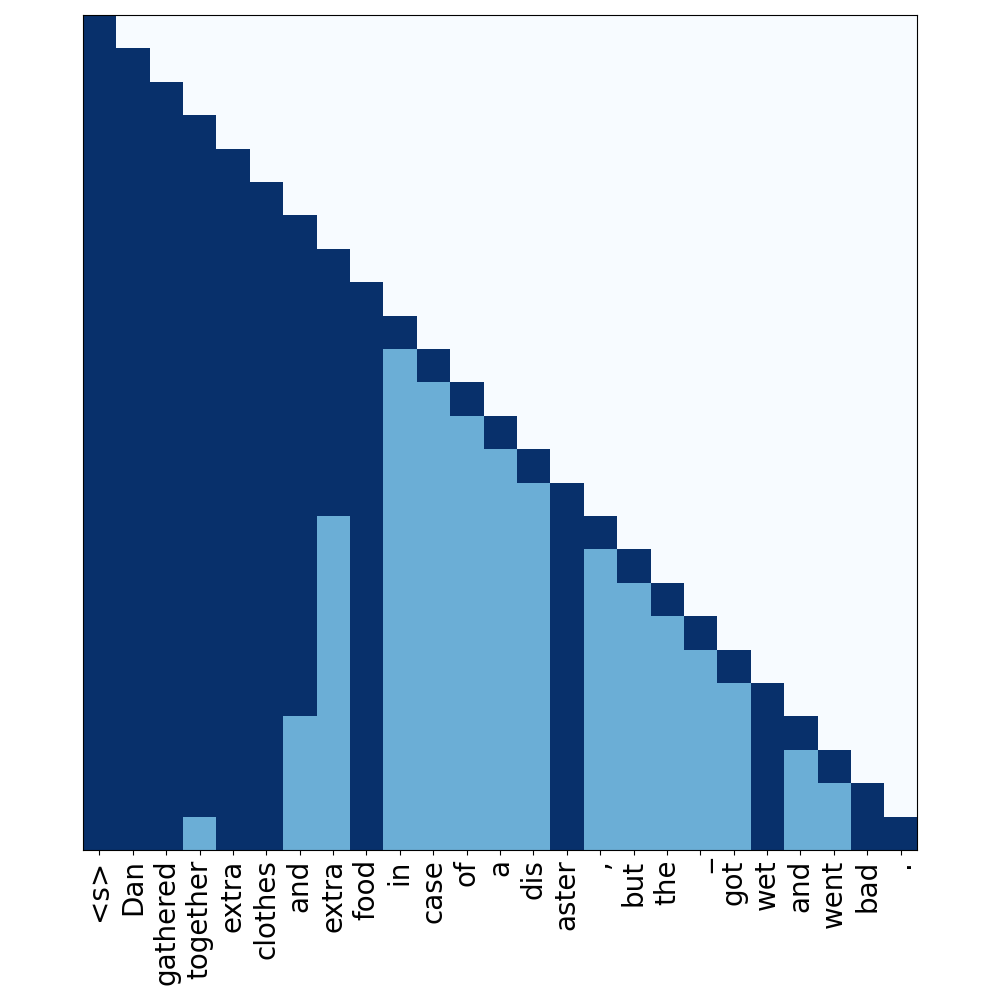 <s>
Dan
gathered
together
extra
clothes
and
extra
food
in
case
of
a
dis
aster
,
but
the
_
got
wet
and
went
bad
.